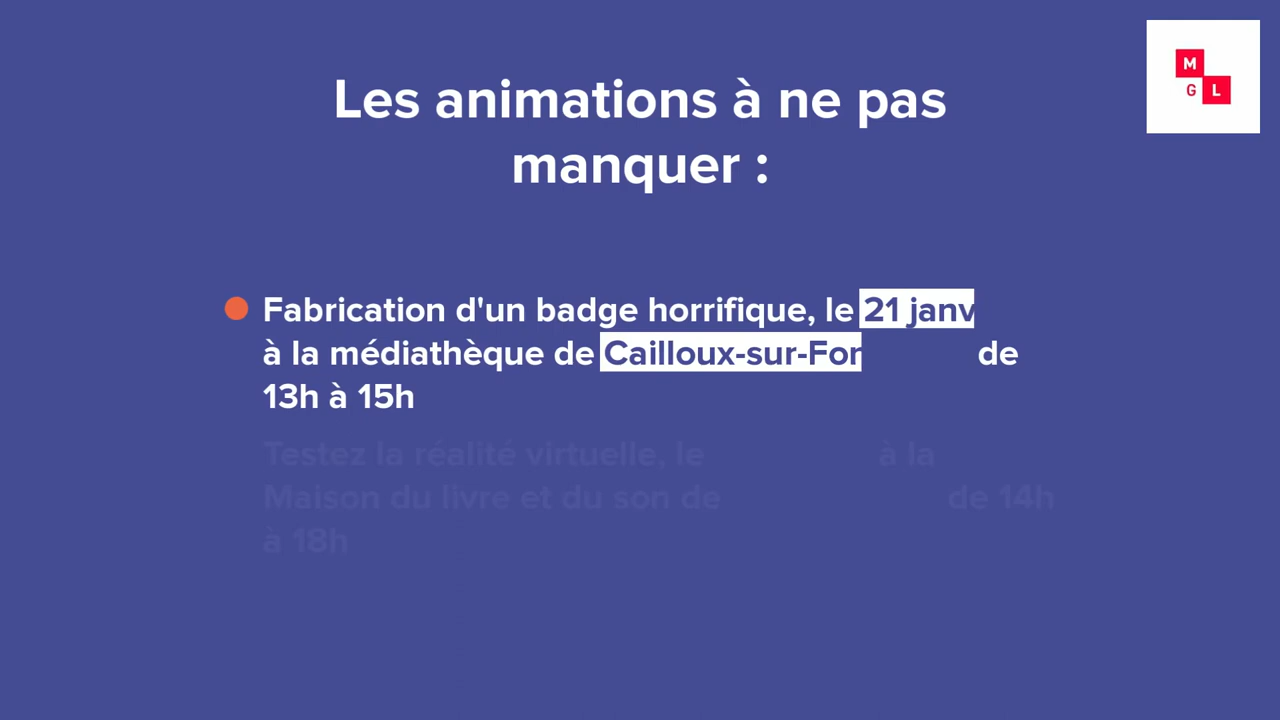 M
G L
Les animations à ne pas
manquer :
Fabrication d'un badge horrifique, le 21 janv
à la médiathèque de Cailloux-sur-For de
13h à 15h
Testez la réalité virtuelle, le à la
Maison du livre et du son de de 14h
à 18h